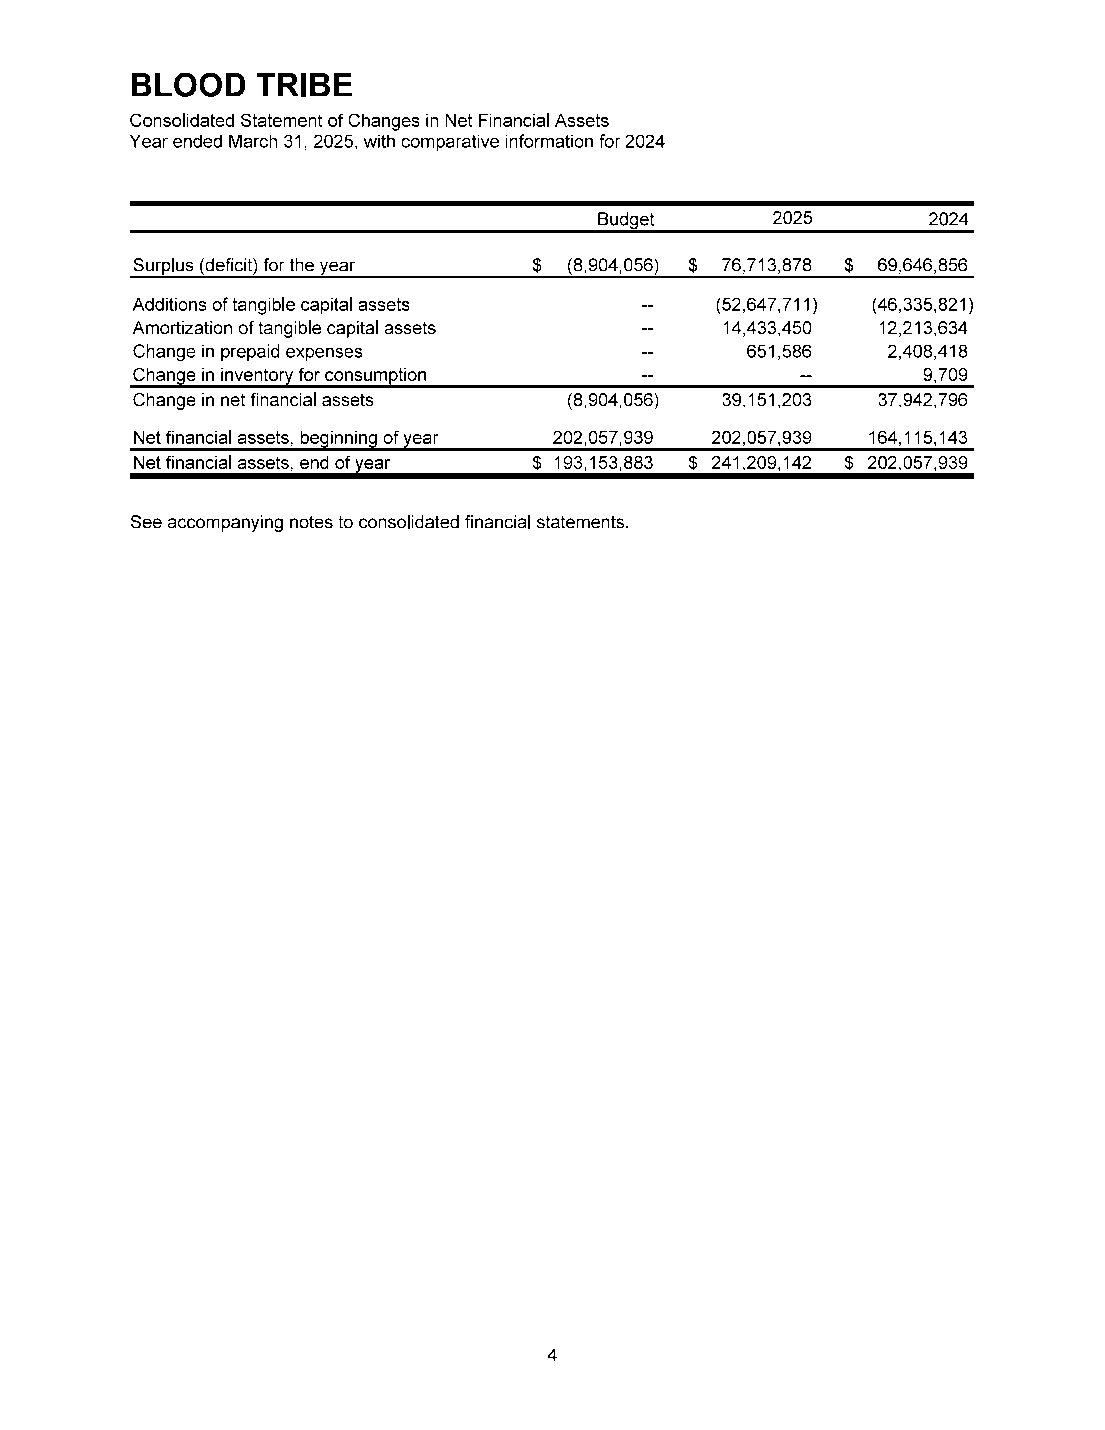 BLOOD TRIBE
Consolidated Statement of Changes in Net Financial Assets
Year ended March 31, 2025, with comparative information for 2024
Budget 2025 2024
Surplus (deficit) for the year $ (8,904,056) $ 76,713,878 $ 69,646,856
Additions of tangible capital assets -- (52,647,711) (46,335,821)
Amortization of tangible capital assets -- 14,433,450 12,213,634
Change in prepaid expenses -- 651,586 2,408,418
Change in inventory for consumption -- -- 9,709
Change in net financial assets (8,904,056) 39,151,203 37,942,796
Net financial assets, beginning of year 202,057,939 202,057,939 164,115,143
Net financial assets, end of year $ 193,153,883 $ 241,209,142 $ 202,057,939
See accompanying notes to consolidated financial statements.
4